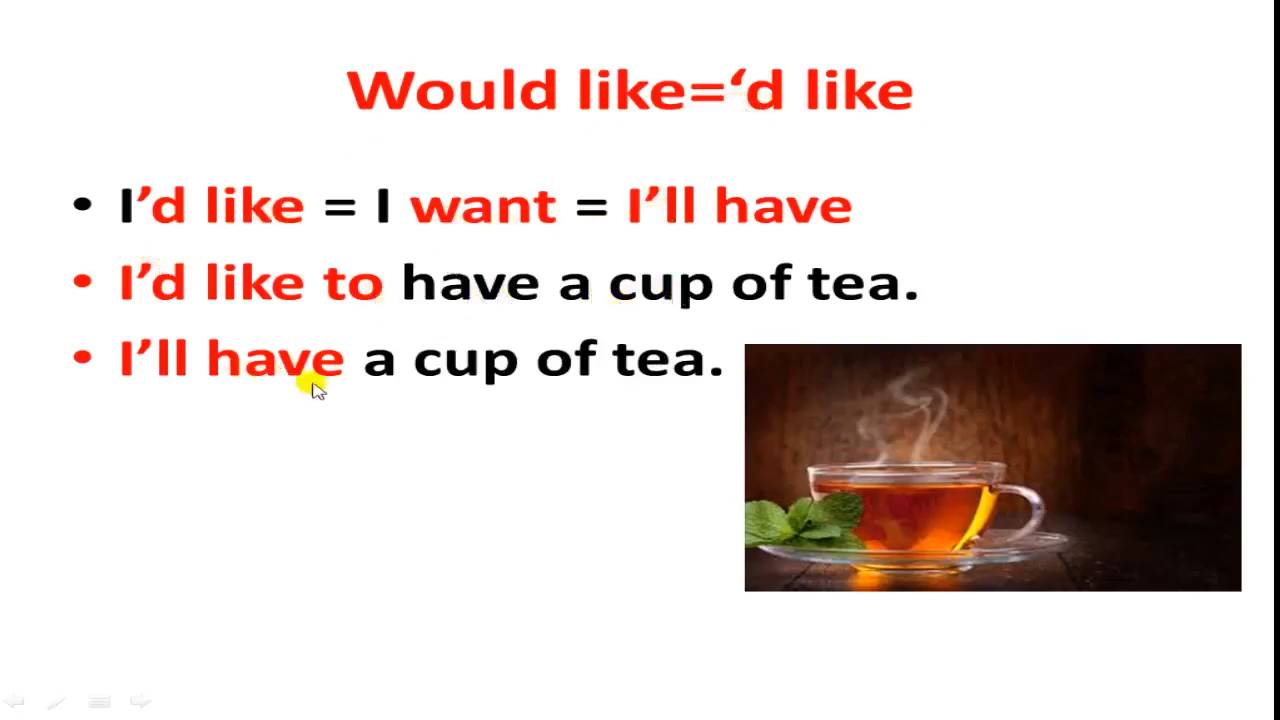 Would like=‘d like
• I’d like = I want = I’ll have
• I’d like to have a cup of tea.
• I’ll have a cup of tea.